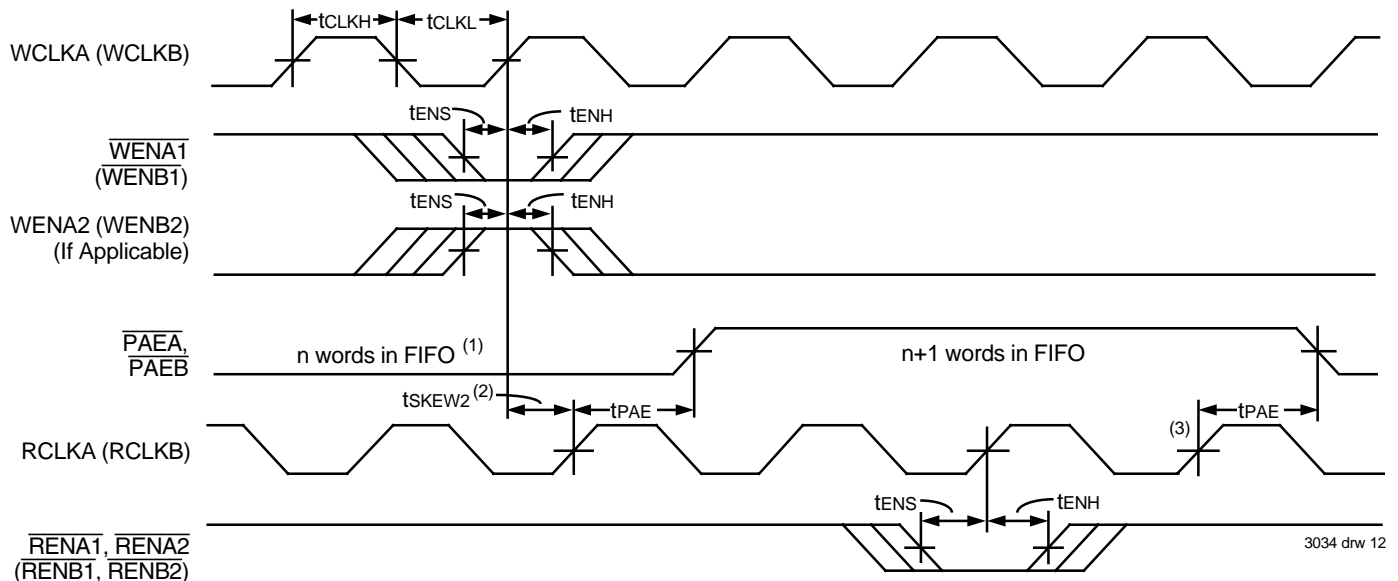 tCLKH tCLKL
WCLKA (WCLKB)
tENS tENH
WENA1
(WENB1)
tENS tENH
WENA2 (WENB2)
(If Applicable)
PAEA,
PAEB
n words in FIFO (1)
n+1 words in FIFO
tSKEW2 (2)
tPAE
tPAE
(3)
RCLKA (RCLKB)
tENS tENH
RENA1, RENA2
(RENB1, RENB2)
3034 drw 12